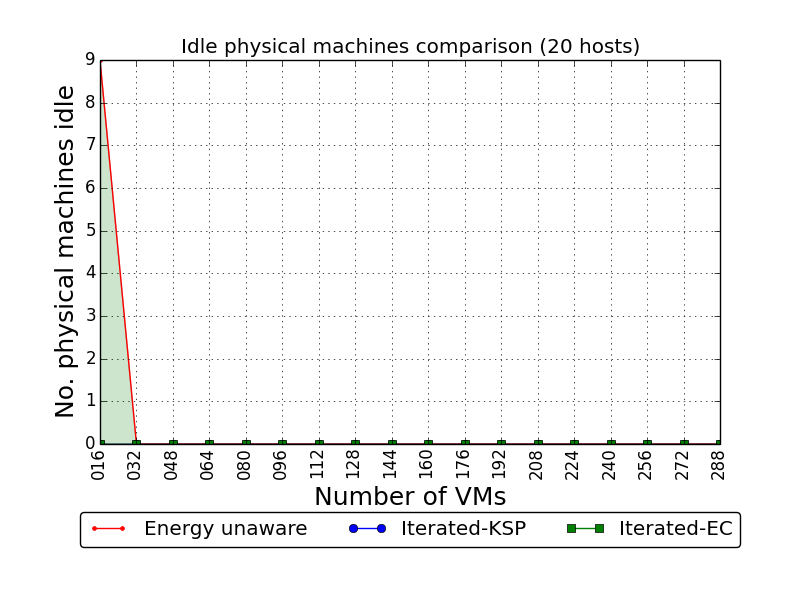 Idle physical machines comparison (20 hosts)
No. physical machines idle
9
8
7
6
5
4
3
2
1
0
016 032 048 064 080 096 112 128 144 160 176 192 208 224 240 256 272 288
Number of VMs
Energy unaware Iterated-KSP Iterated-EC